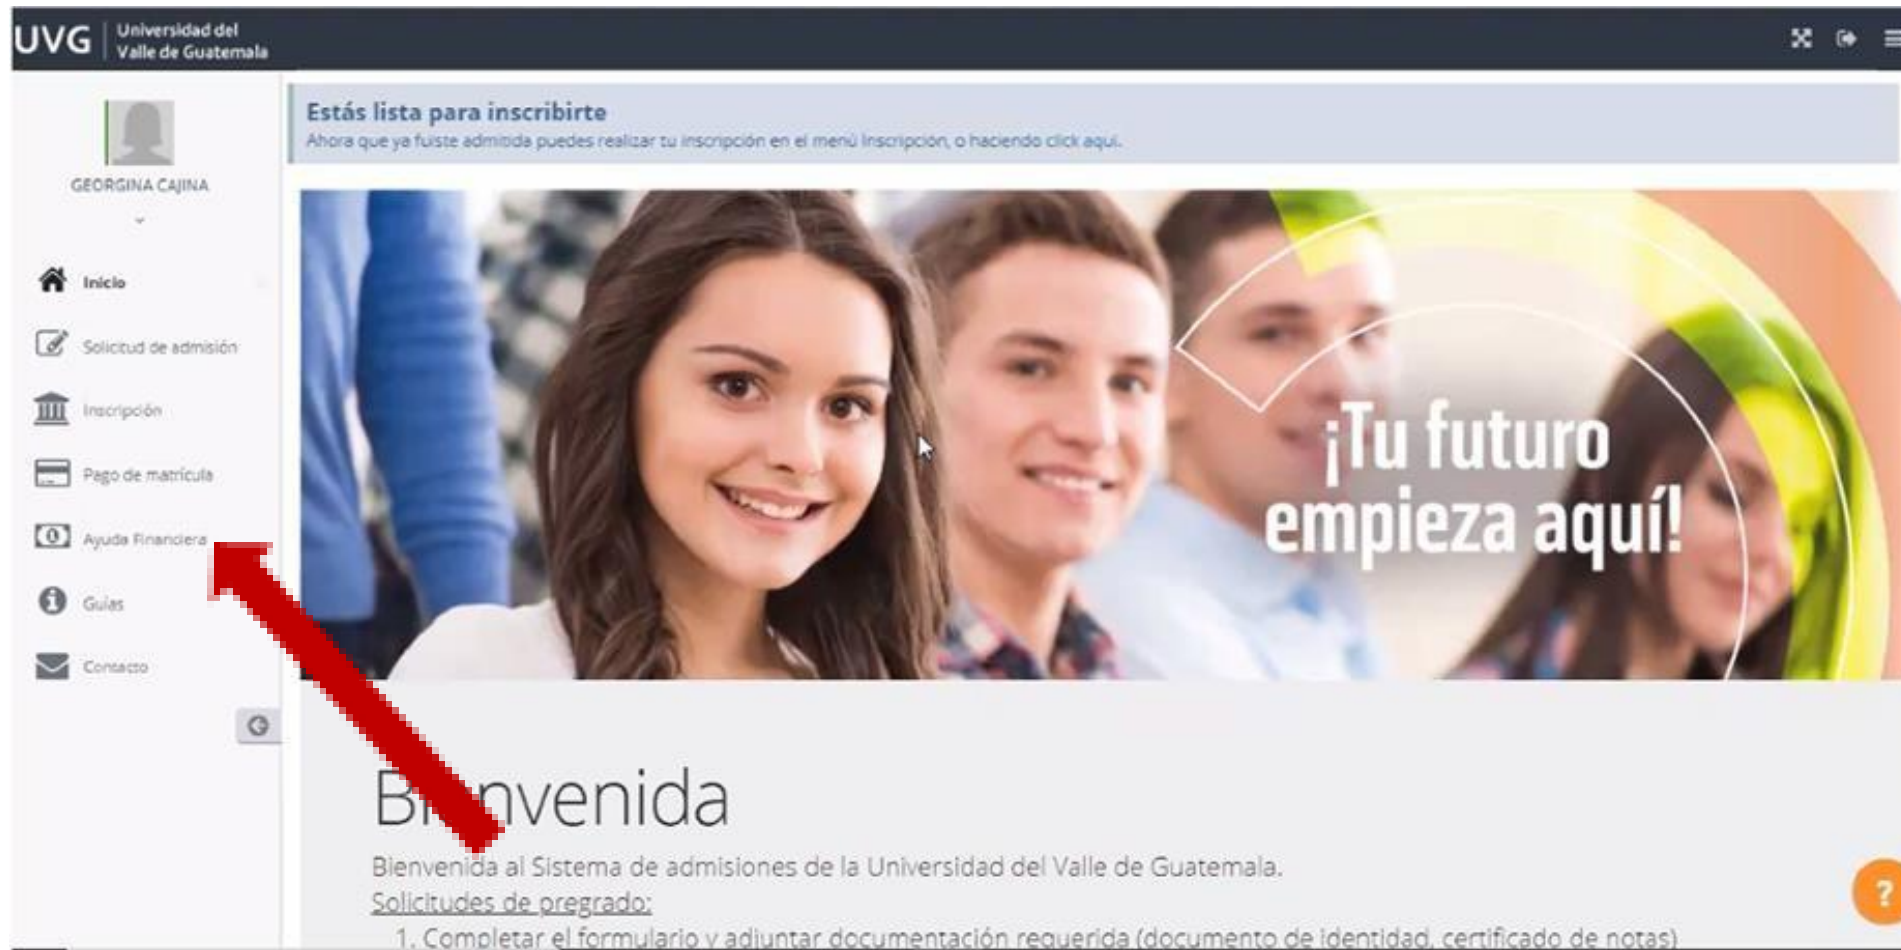 UVG
Universidad del
Valle de Guatemala
Estás lista para inscribirte
Ahora que ya fuiste admitida puedes realizar tu inscripción en el menú Inscripción, o haciendo click aquí.
GEORGINA CAJINA
Inicio
Solicitud de admisión
Inscripción
Pago de matrícula
Ayuda Financiera
Guías
Contacto
¡Tu futuro
empieza aquí!
Bienvenida
Bienvenida al Sistema de admisiones de la Universidad del Valle de Guatemala.
Solicitudes de pregrado:
1. Completar el formulario y adjuntar documentación requerida (documento de identidad, certificado de notas)
?